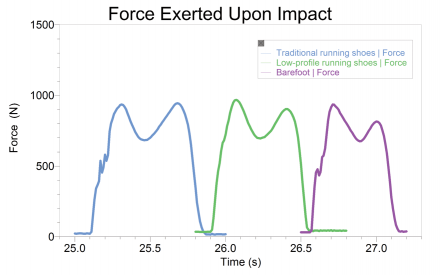 Force Exerted Upon Impact
1500
Traditional running shoes | Force
Low-profile running shoes | Force
Barefoot | Force
1000
Force (N)
500
0
25.0 25.5 26.0 26.5 27.0
Time (s)